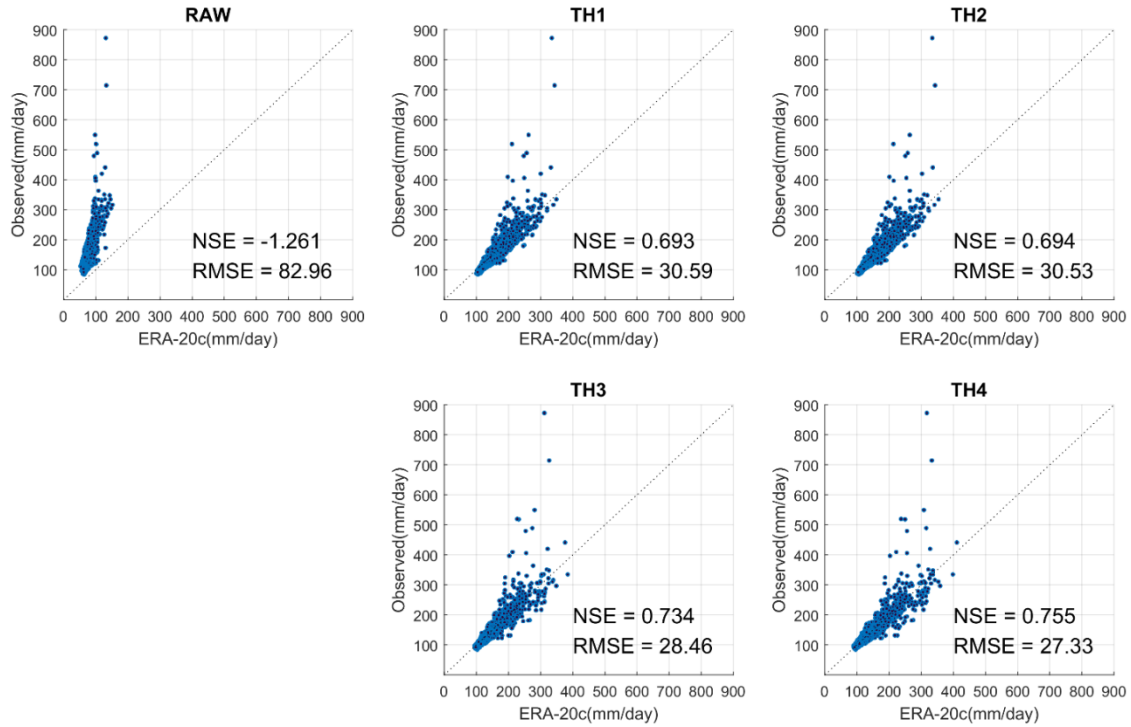 RAW
900
800
700
600
500
400
300
200
100
Observed(mm/day)
NSE = -1.261
RMSE = 82.96
0 100 200 300 400 500 600 700 800 900
ERA-20c(mm/day)
TH1
900
800
700
600
500
400
300
200
100
Observed(mm/day)
NSE = 0.693
RMSE = 30.59
0 100 200 300 400 500 600 700 800 900
ERA-20c(mm/day)
TH2
900
800
700
600
500
400
300
200
100
Observed(mm/day)
NSE = 0.694
RMSE = 30.53
0 100 200 300 400 500 600 700 800 900
ERA-20c(mm/day)
TH3
900
800
700
600
500
400
300
200
100
Observed(mm/day)
NSE = 0.734
RMSE = 28.46
0 100 200 300 400 500 600 700 800 900
ERA-20c(mm/day)
TH4
900
800
700
600
500
400
300
200
100
Observed(mm/day)
NSE = 0.755
RMSE = 27.33
0 100 200 300 400 500 600 700 800 900
ERA-20c(mm/day)